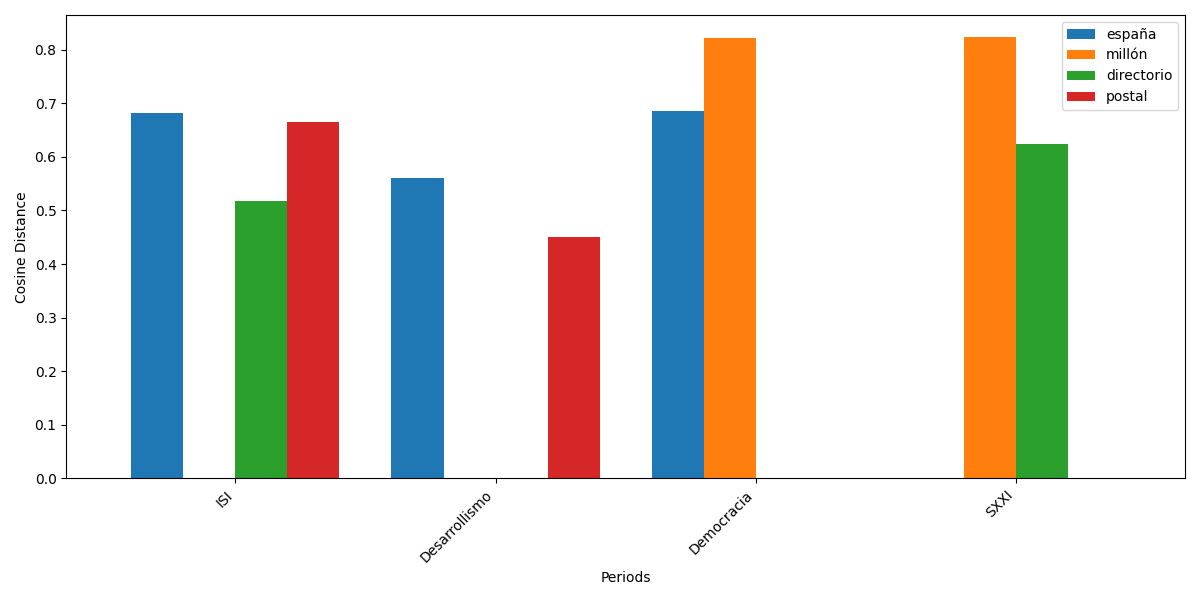 0.8
0.7
0.6
0.5
0.4
0.3
0.2
0.1
0.0
Cosine Distance
españa
millón
directorio
postal
ISI
Desarrollismo
Democracia
SXXI
Periods